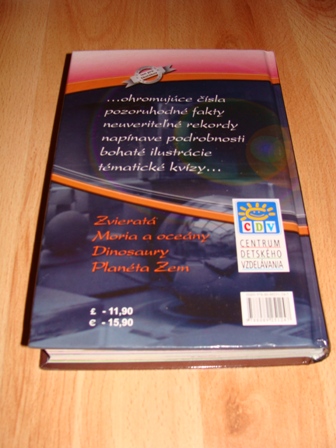 ...ohromujúce čísla
pozoruhodné fakty
neuveriteľné rekordy
napínave podrobnosti
bohaté ilustrácie
tématické kvízy...
Zvieratá
Moria a oceány
Dinosaury
Planéta Zem
CDV
CENTRUM
DETSKÉHO
VZDELÁVANIA
£ - 11,90
€ - 15,90